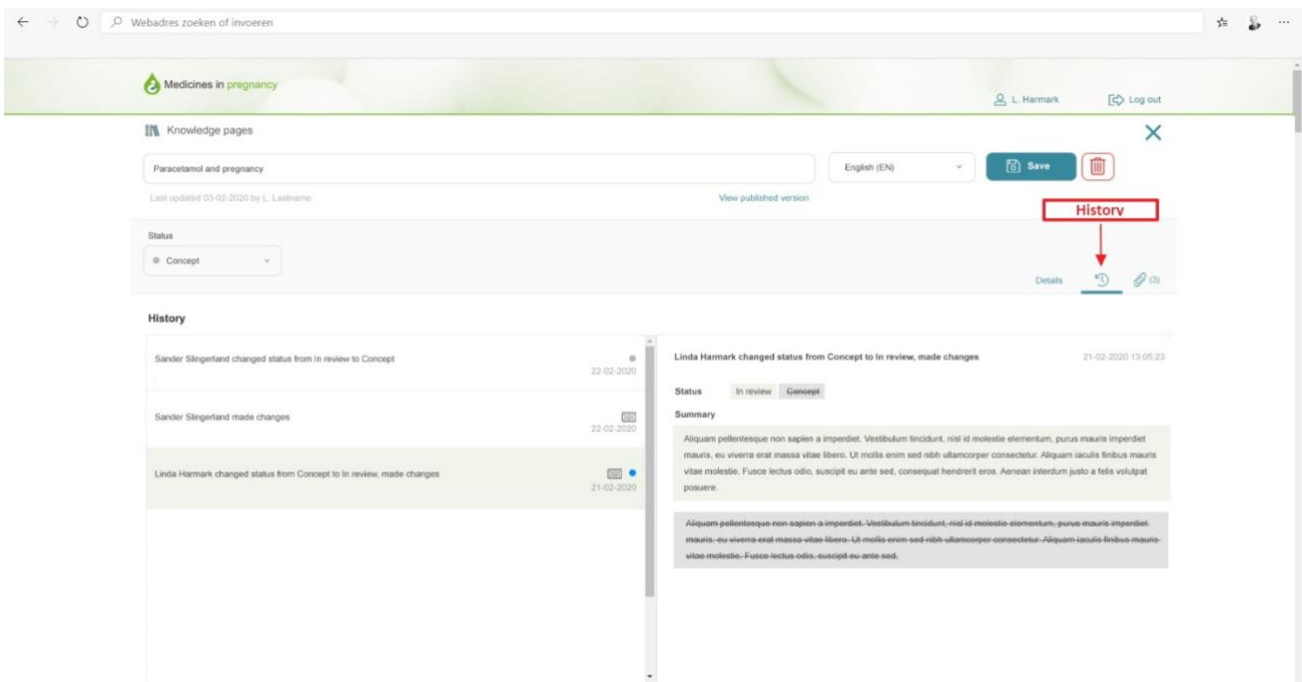 Webadres zoeken of invoeren
Medicines in pregnancy
L. Harmark
Log out
Knowledge pages
Paracetamol and pregnancy
English (EN)
Save
Last updated 03-02-2020 by L. Lastname
View published version
History
Status
Concept
Details
(3)
History
Sander Slingerland changed status from In review to Concept
22-02-2020
Sander Slingerland made changes
22-02-2020
Linda Harmark changed status from Concept to In review, made changes
21-02-2020
Linda Harmark changed status from Concept to In review, made changes
21-02-2020 13:05:23
Status In review Concept
Summary
Aliquam pellentesque non sapien a imperdiet. Vestibulum tincidunt, nisl id molestie elementum, purus mauris imperdiet
mauris, eu viverra erat massa vitae libero. Ut mollis enim sed nibh ullamcorper consectetur. Aliquam iaculis finibus mauris
vitae molestie. Fusce lectus odio, suscipit eu ante sed, consequat hendrerit eros. Aenean interdum justo a felis volutpat
posuere.
Aliquam pellentesque non sapien a imperdiet. Vestibulum tincidunt, nisl id molestie elementum, purus mauris imperdiet
mauris, eu viverra erat massa vitae libero. Ut mollis enim sed nibh ullamcorper consectetur. Aliquam iaculis finibus mauris
vitae molestie. Fusce lectus odio, suscipit eu ante sed.